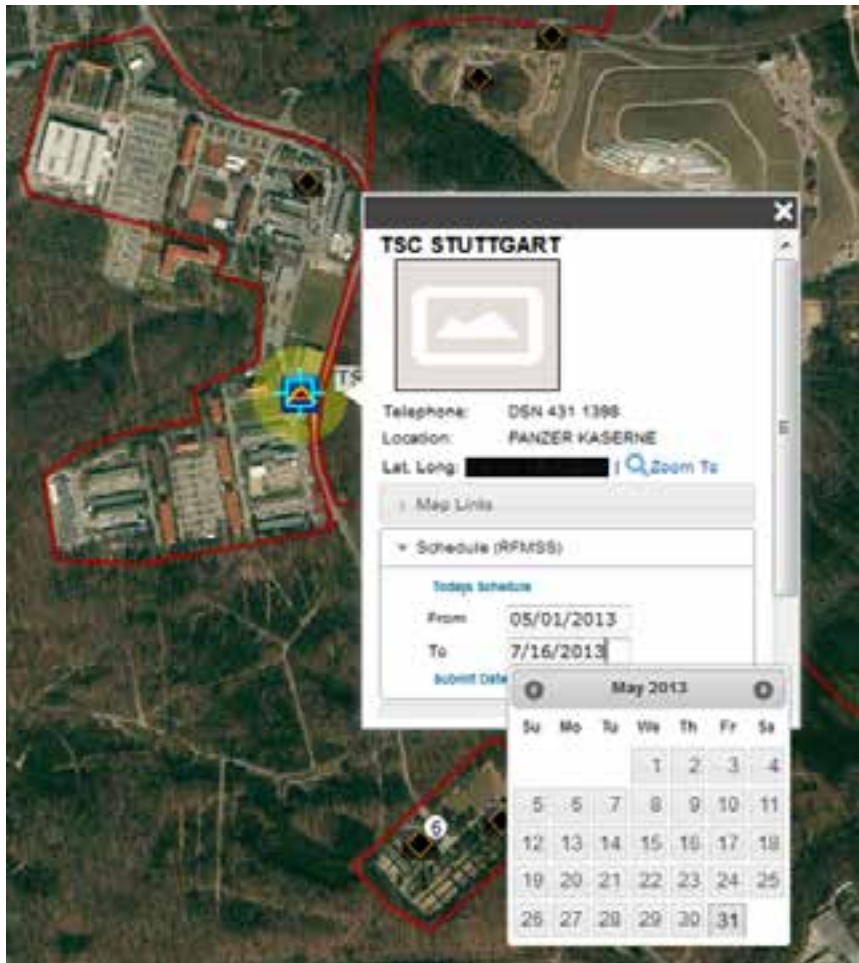 TSC STUTTGART
TS
Telephone: DSN 431 1398
Location: PANZER KASERNE
Lat. Long: | Zoom To
Map Links
Schedule (RFMSS)
Todays Schedule
From 05/01/2013
To 7/16/2013
Submit Date
May 2013
Su Mo Tu We Th Fr Sa
1 2 3 4
5 6 7 8 9 10 11
12 13 14 15 16 17 18
19 20 21 22 23 24 25
26 27 28 29 30 31
6